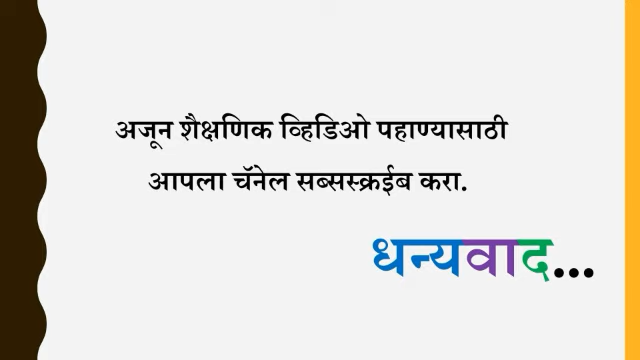 अजून शैक्षणिक व्हिडिओ पहाण्यासाठी
आपला चॅनेल सब्सस्क्रईब करा.
धन्यवाद...